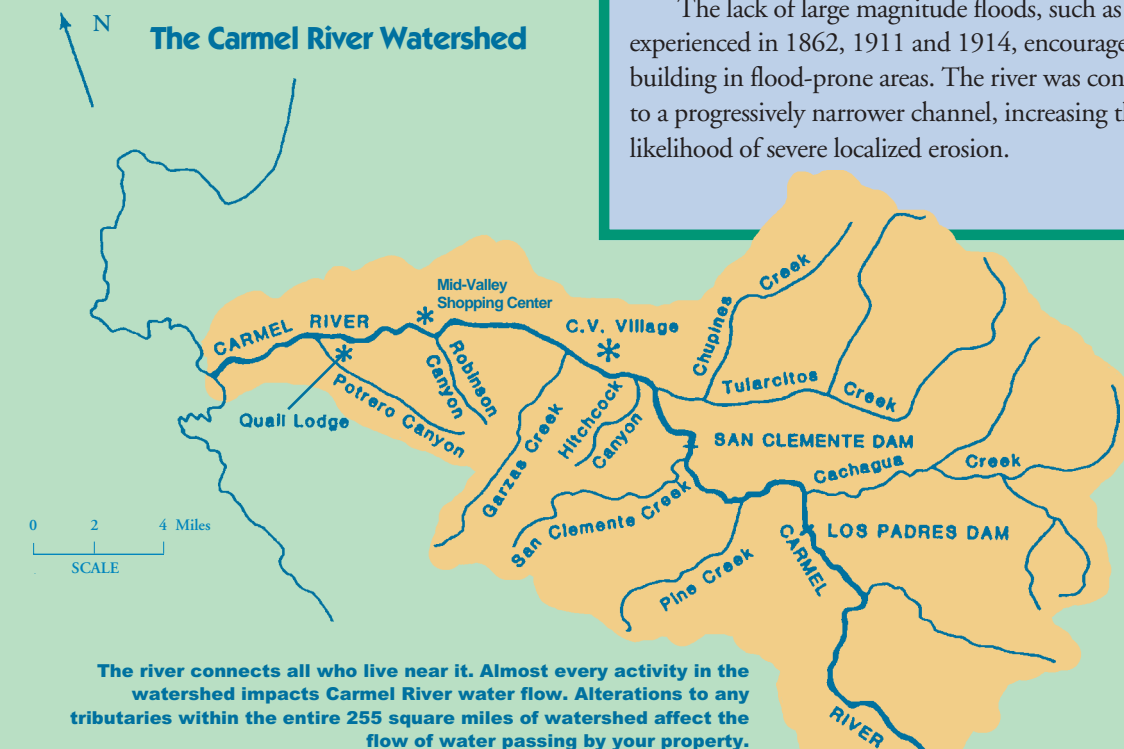 N
The Carmel River Watershed
The lack of large magnitude floods, such as
experienced in 1862, 1911 and 1914, encourage
building in flood-prone areas. The river was con
to a progressively narrower channel, increasing th
likelihood of severe localized erosion.
Mid-Valley
Shopping Center
CARMEL RIVER
C.V. Village
Chupines Creek
Tularcitos Creek
Robinson
Canyon
Potrero Canyon
Quail Lodge
Garzas Creek
Hitchcock
Canyon
SAN CLEMENTE DAM
Cachagua Creek
San Clemente Creek
LOS PADRES DAM
Pine Creek
CARMEL
RIVER
0 2 4 Miles
SCALE
The river connects all who live near it. Almost every activity in the
watershed impacts Carmel River water flow. Alterations to any
tributaries within the entire 255 square miles of watershed affect the
flow of water passing by your property.